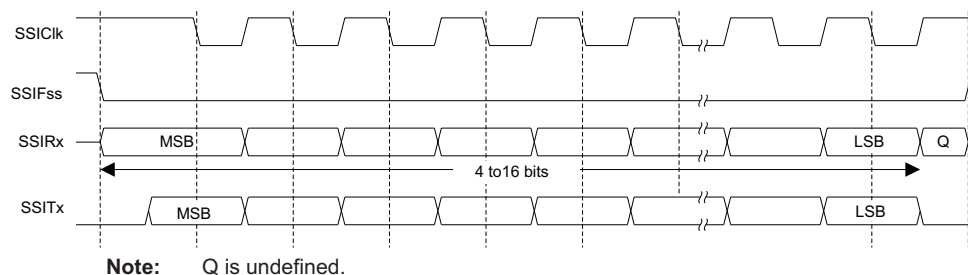 SSIClk
SSIFss
SSIRx MSB LSB Q
4 to16 bits
SSITx MSB LSB
Note: Q is undefined.